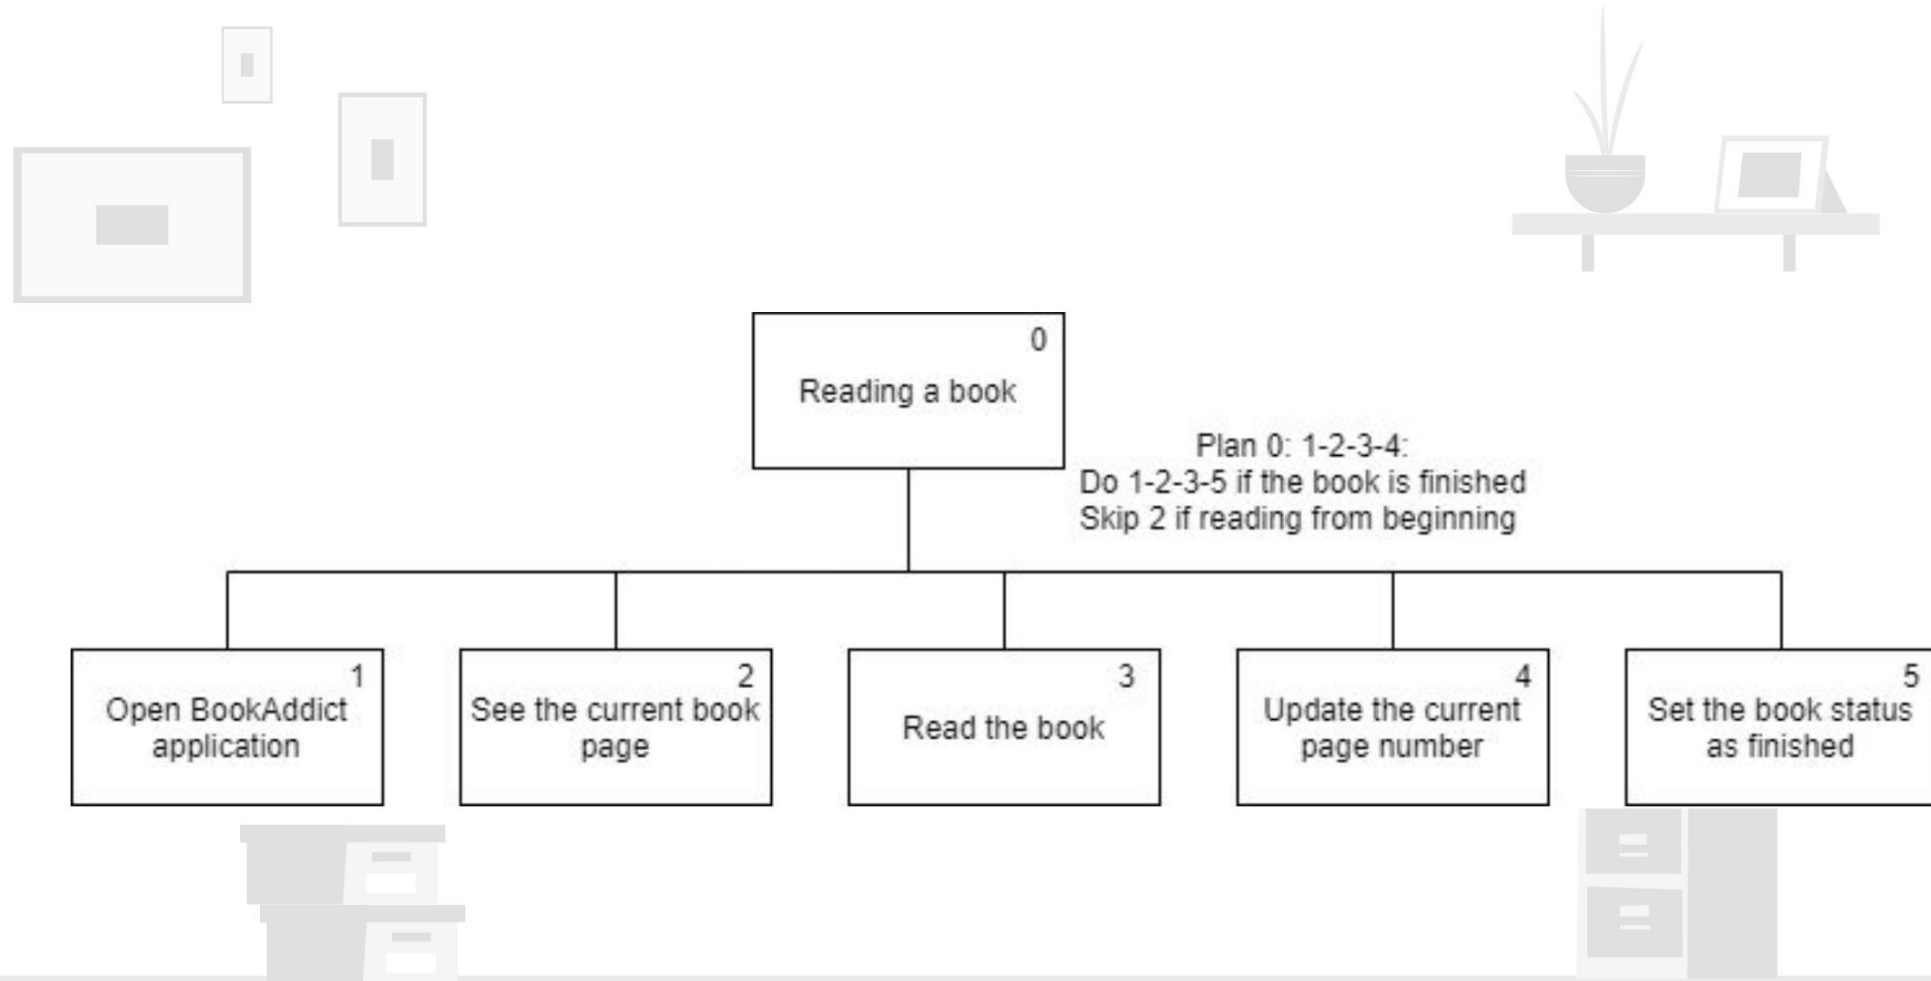 0
Reading a book
Plan 0: 1-2-3-4:
Do 1-2-3-5 if the book is finished
Skip 2 if reading from beginning
1
Open BookAddict
application
2
See the current book
page
3
Read the book
4
Update the current
page number
5
Set the book status
as finished